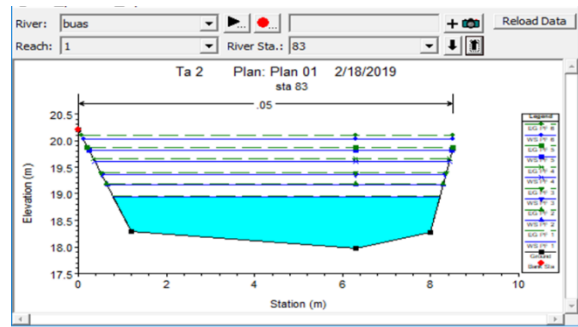 River: buas + Reload Data
Reach: 1 River Sta.: 83
Ta 2 Plan: Plan 01 2/18/2019
sta 83
.05
Legend
EG PF 6
WS PF 6
EG PF 5
WS PF 5
EG PF 4
WS PF 4
EG PF 3
WS PF 3
EG PF 2
WS PF 2
EG PF 1
WS PF 1
Ground
Bank Sta
20.5
20.0
19.5
19.0
18.5
18.0
17.5
Elevation (m)
0 2 4 6 8 10
Station (m)